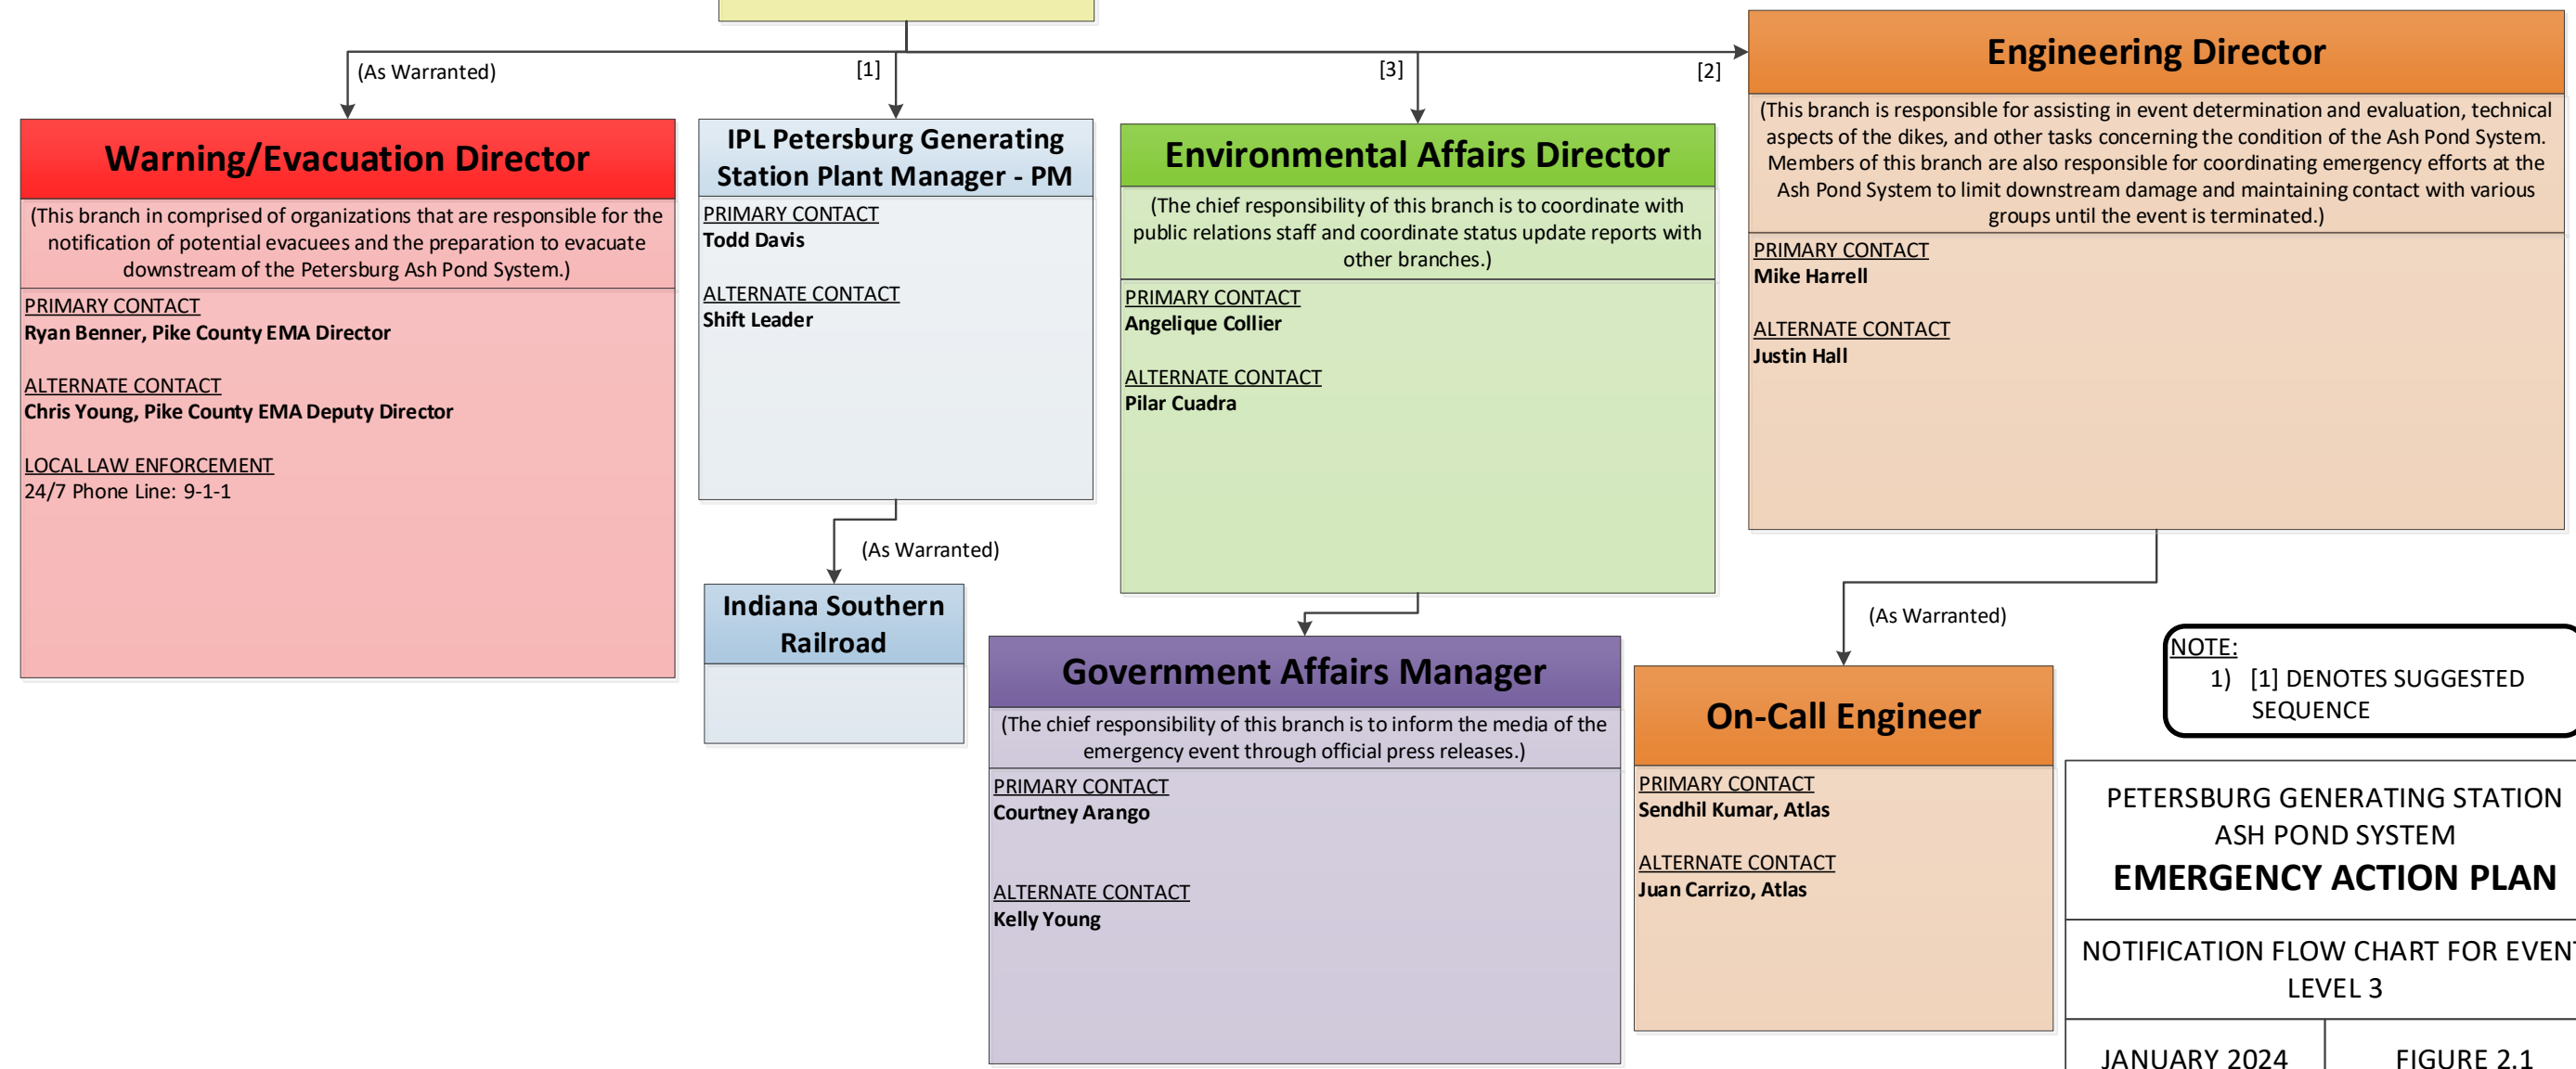 (As Warranted)
[1]
[3]
[2]
Warning/Evacuation Director
(This branch in comprised of organizations that are responsible for the
notification of potential evacuees and the preparation to evacuate
downstream of the Petersburg Ash Pond System.)
PRIMARY CONTACT
Ryan Benner, Pike County EMA Director
ALTERNATE CONTACT
Chris Young, Pike County EMA Deputy Director
LOCAL LAW ENFORCEMENT
24/7 Phone Line: 9-1-1
IPL Petersburg Generating
Station Plant Manager - PM
PRIMARY CONTACT
Todd Davis
ALTERNATE CONTACT
Shift Leader
(As Warranted)
Indiana Southern
Railroad
Environmental Affairs Director
(The chief responsibility of this branch is to coordinate with
public relations staff and coordinate status update reports with
other branches.)
PRIMARY CONTACT
Angelique Collier
ALTERNATE CONTACT
Pilar Cuadra
Government Affairs Manager
(The chief responsibility of this branch is to inform the media of the
emergency event through official press releases.)
PRIMARY CONTACT
Courtney Arango
ALTERNATE CONTACT
Kelly Young
Engineering Director
(This branch is responsible for assisting in event determination and evaluation, technical
aspects of the dikes, and other tasks concerning the condition of the Ash Pond System.
Members of this branch are also responsible for coordinating emergency efforts at the
Ash Pond System to limit downstream damage and maintaining contact with various
groups until the event is terminated.)
PRIMARY CONTACT
Mike Harrell
ALTERNATE CONTACT
Justin Hall
(As Warranted)
On-Call Engineer
PRIMARY CONTACT
Sendhil Kumar, Atlas
ALTERNATE CONTACT
Juan Carrizo, Atlas
NOTE:
1) [1] DENOTES SUGGESTED
SEQUENCE
PETERSBURG GENERATING STATION
ASH POND SYSTEM
EMERGENCY ACTION PLAN
NOTIFICATION FLOW CHART FOR EVENT
LEVEL 3
JANUARY 2024
FIGURE 2.1